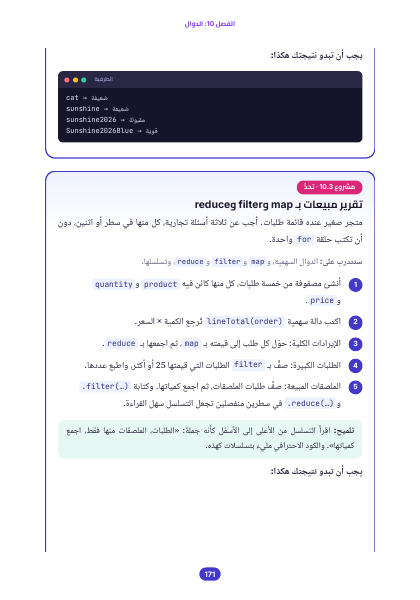 الفصل 10: الدوال
يجب أن تبدو نتيجتك هكذا:
الطرفية
cat → ضعيفة
sunshine → ضعيفة
sunshine2026 → مقبولة
Sunshine2026Blue → قوية
مشروع 10.3 · تحدٍّ
تقرير مبيعات بـ map وfilter وreduce
متجر صغير عنده قائمة طلبات. أجب عن ثلاثة أسئلة تجارية، كل منها في سطر أو اثنين، دون
أن تكتب حلقة for واحدة.
ستتدرب على: الدوال السهمية، و map و filter و reduce، وتسلسلها.
1 أنشئ مصفوفة من خمسة طلبات، كل منها كائن فيه product و quantity
و price.
2 اكتب دالة سهمية lineTotal(order) تُرجع الكمية × السعر.
3 الإيرادات الكلية: حوّل كل طلب إلى قيمته بـ map، ثم اجمعها بـ reduce.
4 الطلبات الكبيرة: صفِّ بـ filter الطلبات التي قيمتها 25 أو أكثر، واطبع عددها.
5 الملصقات المبيعة: صفِّ طلبات الملصقات، ثم اجمع كمياتها. وكتابة .filter(…)
و .reduce(…) في سطرين منفصلين تجعل التسلسل سهل القراءة.
تلميح: اقرأ التسلسل من الأعلى إلى الأسفل كأنه جملة: «الطلبات، الملصقات منها فقط، اجمع
كمياتها». والكود الاحترافي مليء بتسلسلات كهذه.
يجب أن تبدو نتيجتك هكذا:
171